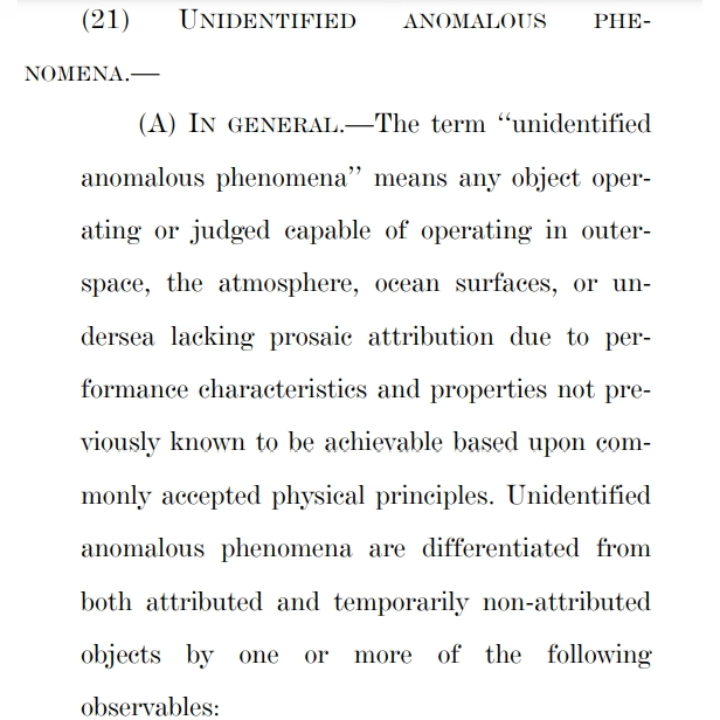 (21) UNIDENTIFIED ANOMALOUS PHE-
NOMENA.—
(A) IN GENERAL.—The term “unidentified
anomalous phenomena” means any object oper-
ating or judged capable of operating in outer-
space, the atmosphere, ocean surfaces, or un-
dersea lacking prosaic attribution due to per-
formance characteristics and properties not pre-
viously known to be achievable based upon com-
monly accepted physical principles. Unidentified
anomalous phenomena are differentiated from
both attributed and temporarily non-attributed
objects by one or more of the following
observables: